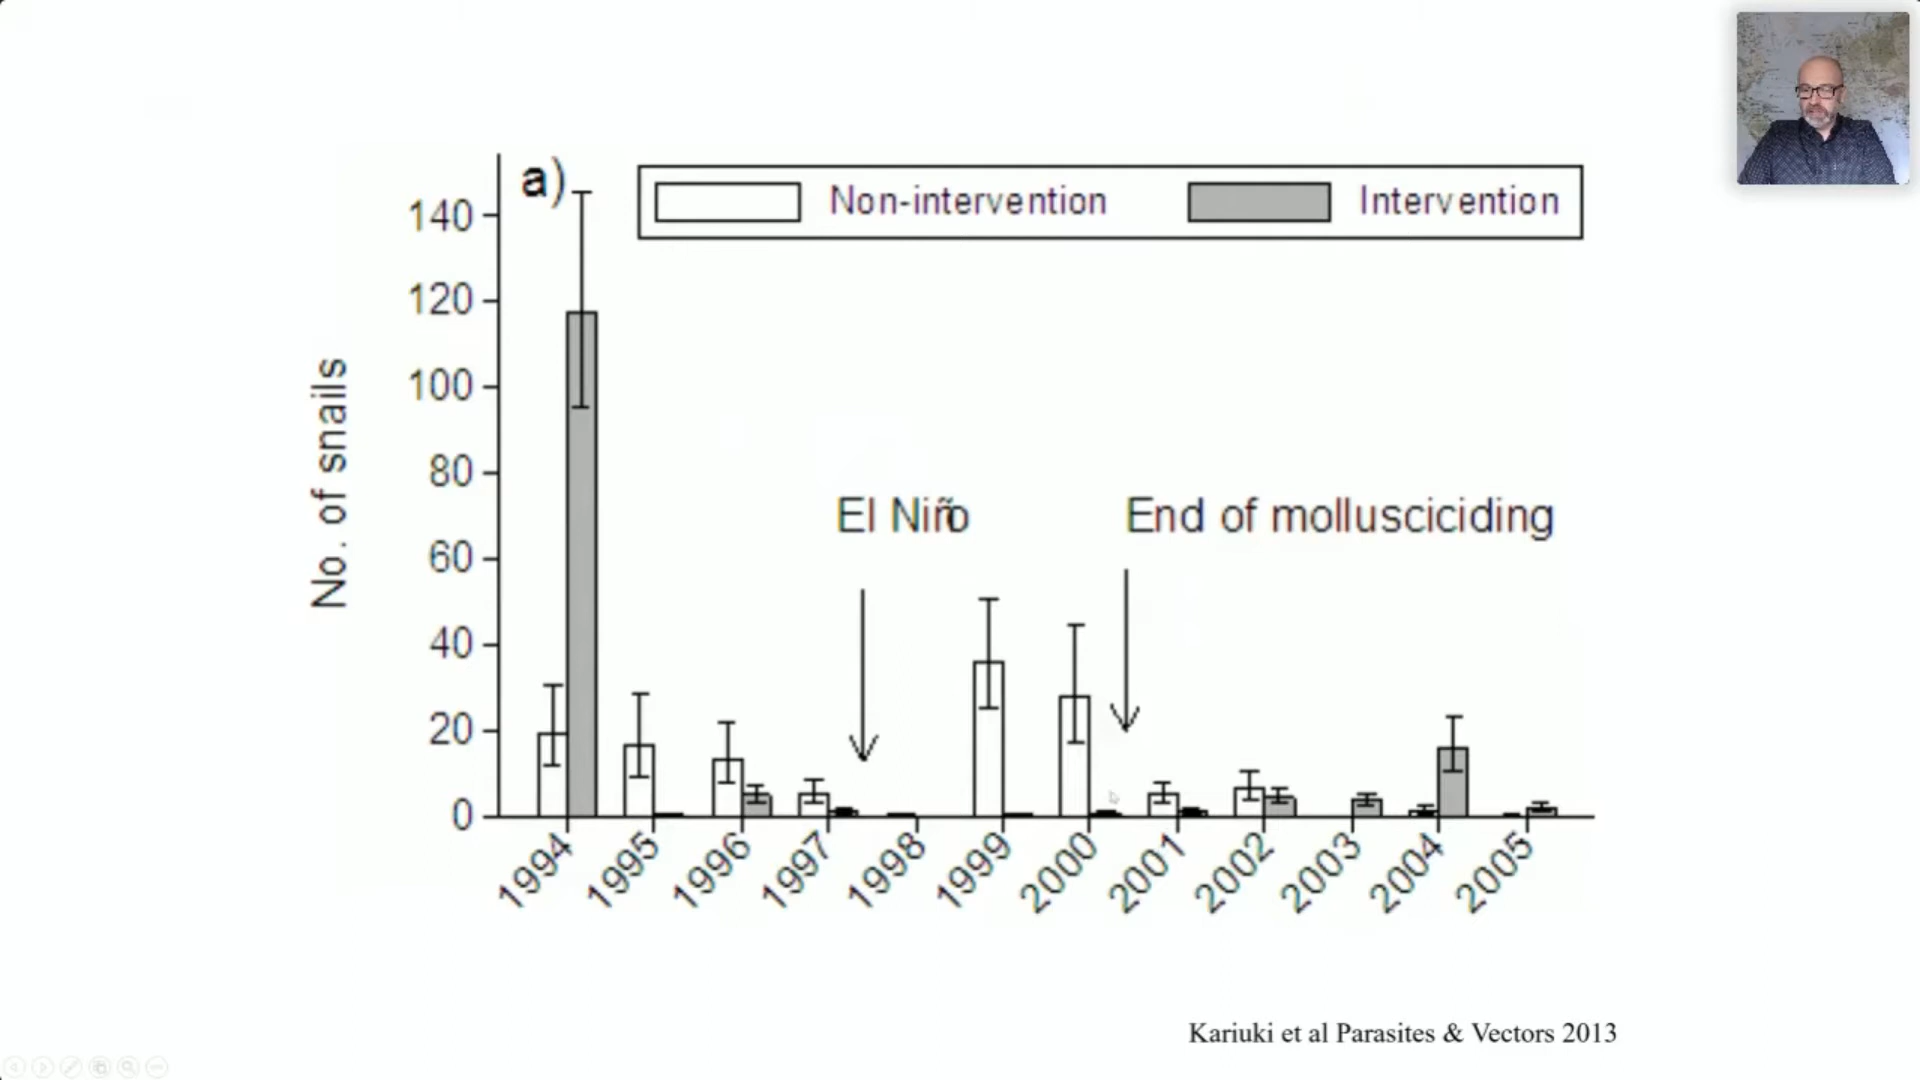 a)
Non-intervention
Intervention
140
120
100
80
60
40
20
0
No. of snails
El Niño
End of mollusciciding
1994
1995
1996
1997
1998
1999
2000
2001
2002
2003
2004
2005
Kariuki et al Parasites & Vectors 2013